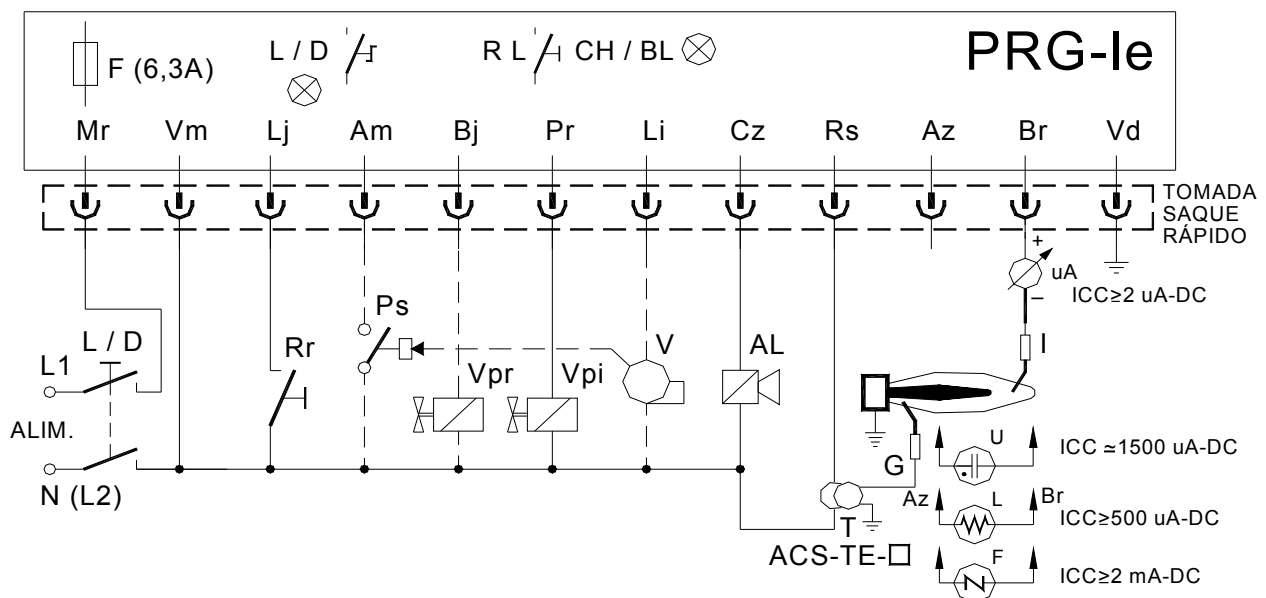 L / D
R L
CH / BL
PRG-Ie
F (6,3A)
Mr
Vm
Lj
Am
Bj
Pr
Li
Cz
Rs
Az
Br
Vd
TOMADA
SAQUE
RÁPIDO
+
uA
–
ICC≥2 uA-DC
Ps
L / D
L1
Rr
V
AL
I
Vpr
Vpi
ALIM.
N (L2)
G
U
ICC ≃1500 uA-DC
Az
L
Br
ICC≥500 uA-DC
T
ACS-TE-□
F
ICC≥2 mA-DC